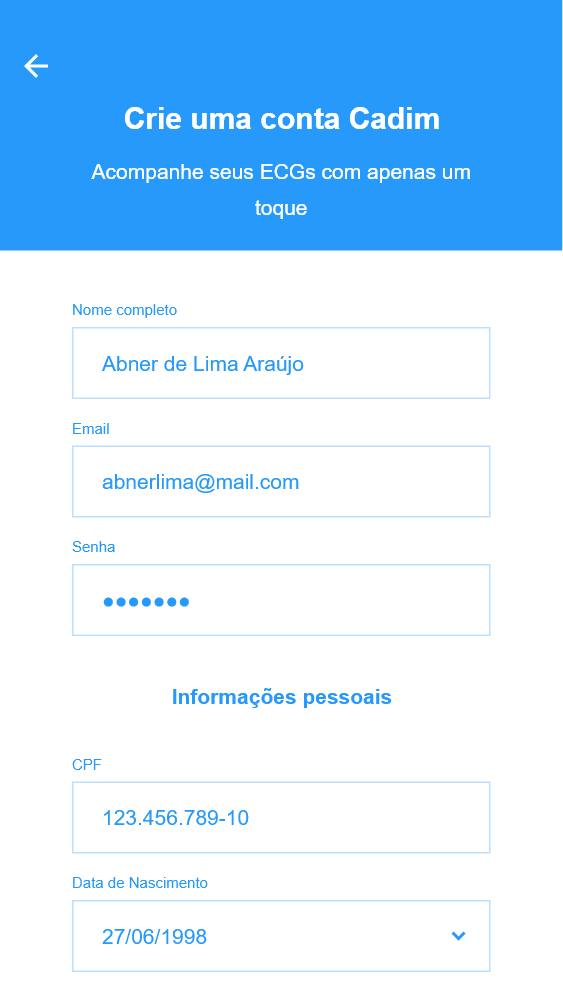 Crie uma conta Cadim
Acompanhe seus ECGs com apenas um
toque
Nome completo
Abner de Lima Araújo
Email
abnerlima@mail.com
Senha
•••••••
Informações pessoais
CPF
123.456.789-10
Data de Nascimento
27/06/1998